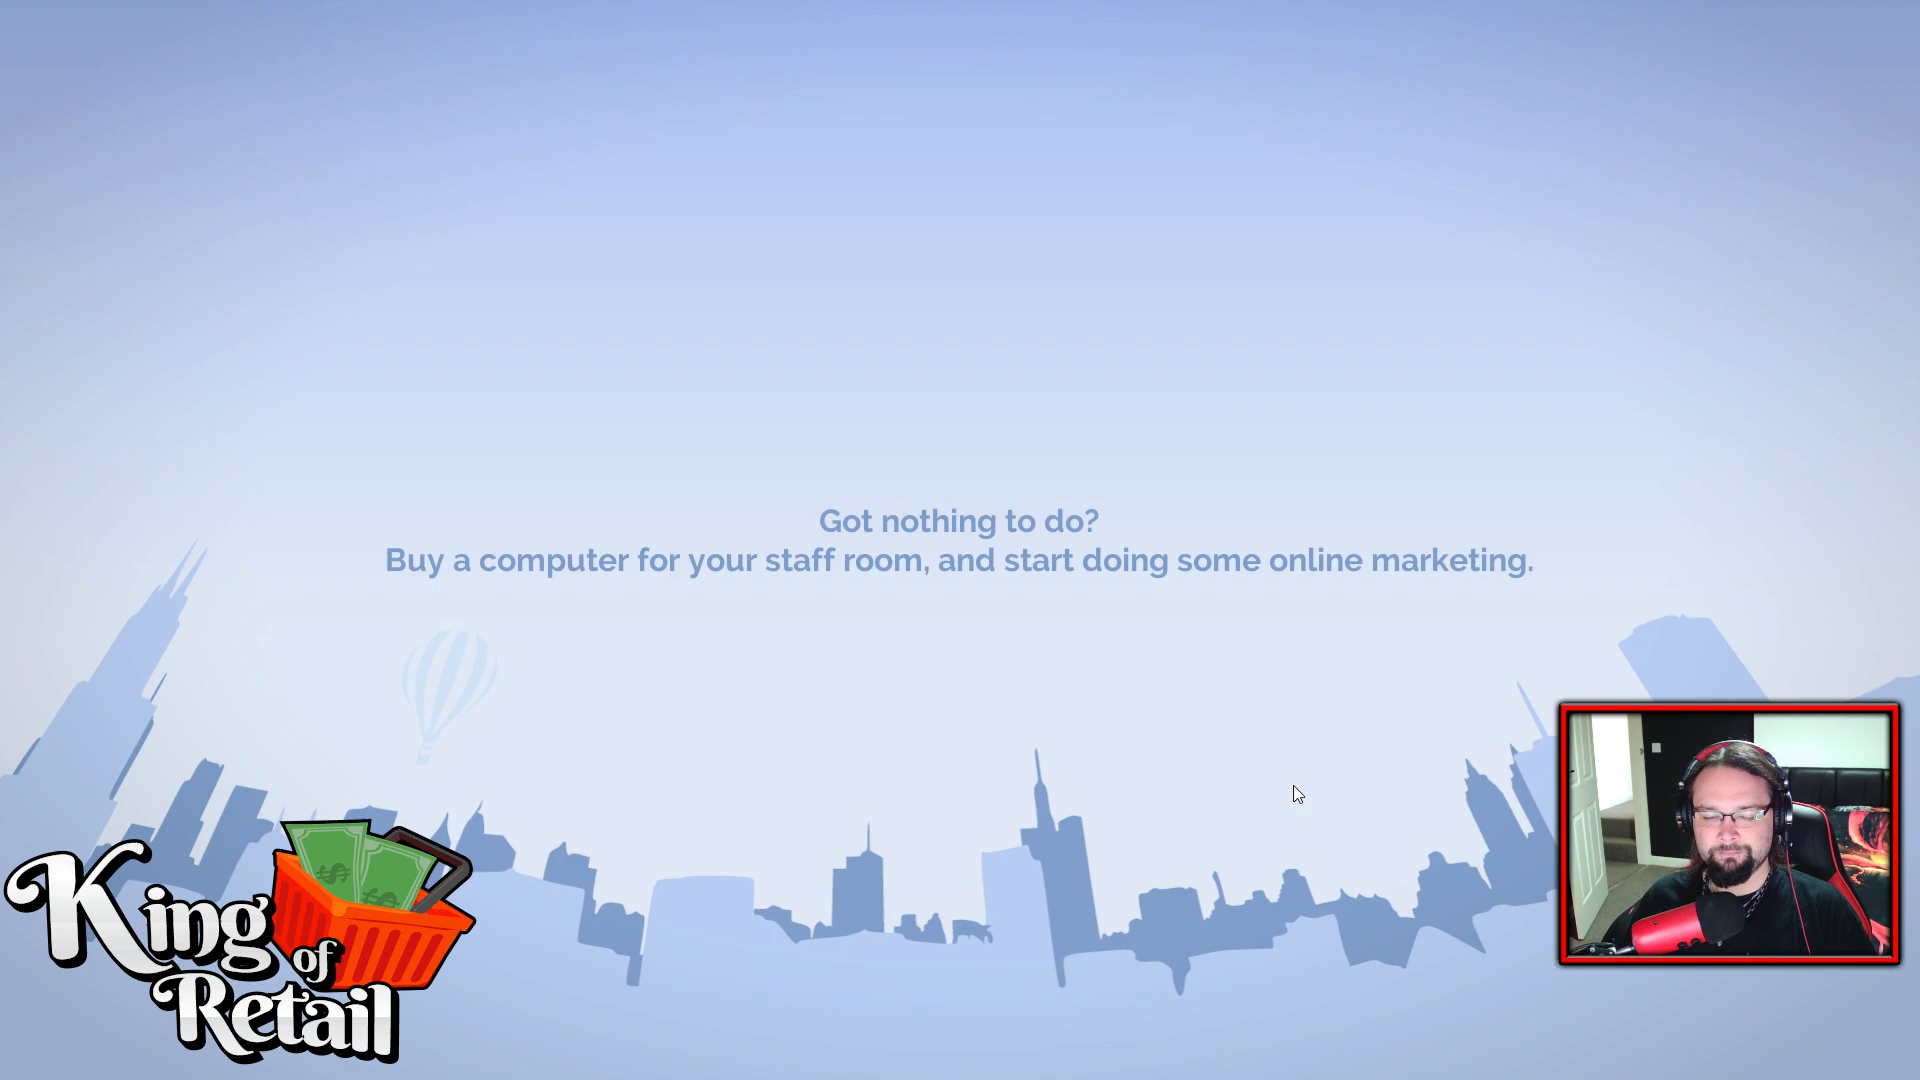 Got nothing to do?
Buy a computer for your staff room, and start doing some online marketing.
King
of
Retail